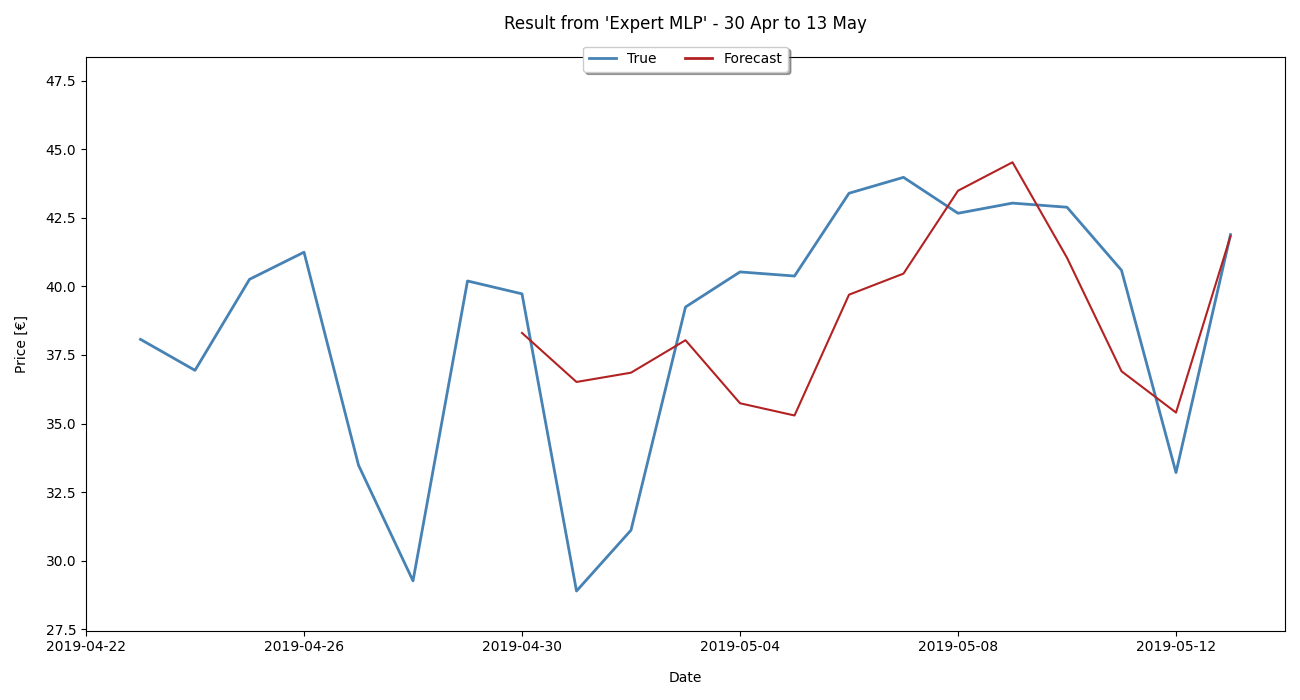 Result from 'Expert MLP' - 30 Apr to 13 May
True Forecast
47.5
45.0
42.5
40.0
37.5
35.0
32.5
30.0
27.5
Price [€]
2019-04-22 2019-04-26 2019-04-30 2019-05-04 2019-05-08 2019-05-12
Date